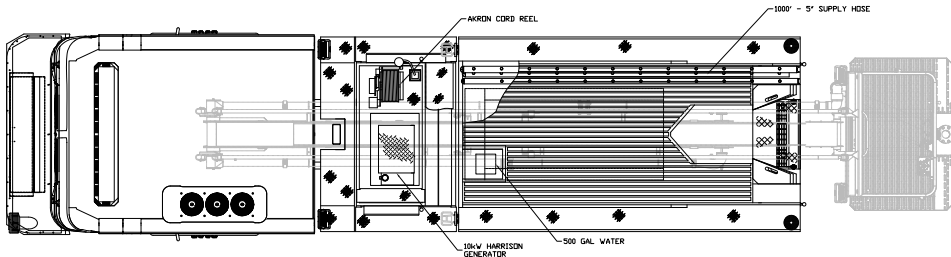 1000' - 5" SUPPLY HOSE
AKRON CORD REEL
500 GAL WATER
10kW HARRISON
GENERATOR